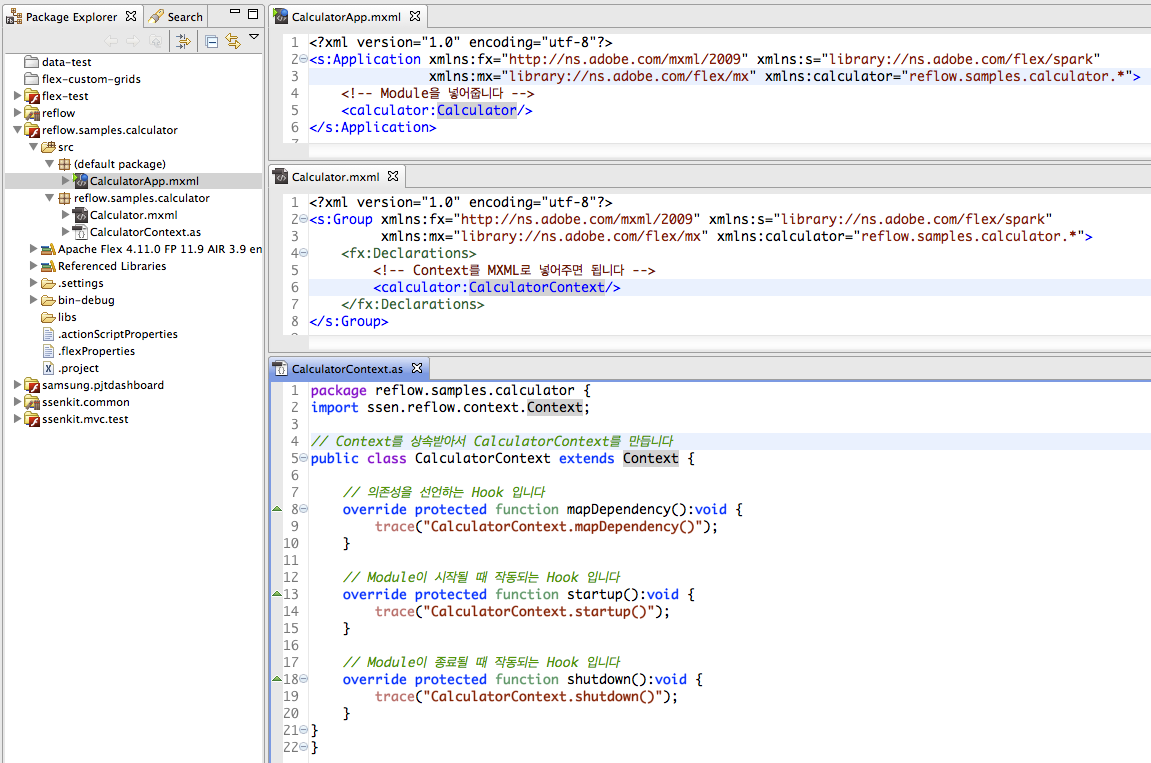 Package Explorer
Search
data-test
flex-custom-grids
flex-test
reflow
reflow.samples.calculator
src
(default package)
CalculatorApp.mxml
reflow.samples.calculator
Calculator.mxml
CalculatorContext.as
Apache Flex 4.11.0 FP 11.9 AIR 3.9 en
Referenced Libraries
.settings
bin-debug
libs
.actionScriptProperties
.flexProperties
.project
samsung.pjtdashboard
ssenkit.common
ssenkit.mvc.test
CalculatorApp.mxml
1 <?xml version="1.0" encoding="utf-8"?>
2 <s:Application xmlns:fx="http://ns.adobe.com/mxml/2009" xmlns:s="library://ns.adobe.com/flex/spark"
3 xmlns:mx="library://ns.adobe.com/flex/mx" xmlns:calculator="reflow.samples.calculator.*">
4 <!-- Module을 넣어줍니다 -->
5 <calculator:Calculator/>
6 </s:Application>
7
Calculator.mxml
1 <?xml version="1.0" encoding="utf-8"?>
2 <s:Group xmlns:fx="http://ns.adobe.com/mxml/2009" xmlns:s="library://ns.adobe.com/flex/spark"
3 xmlns:mx="library://ns.adobe.com/flex/mx" xmlns:calculator="reflow.samples.calculator.*">
4 <fx:Declarations>
5 <!-- Context를 MXML로 넣어주면 됩니다 -->
6 <calculator:CalculatorContext/>
7 </fx:Declarations>
8 </s:Group>
CalculatorContext.as
1 package reflow.samples.calculator {
2 import ssen.reflow.context.Context;
3
4 // Context를 상속받아서 CalculatorContext를 만듭니다
5 public class CalculatorContext extends Context {
6
7 // 의존성을 선언하는 Hook 입니다
8 override protected function mapDependency():void {
9 trace("CalculatorContext.mapDependency()");
10 }
11
12 // Module이 시작될 때 작동되는 Hook 입니다
13 override protected function startup():void {
14 trace("CalculatorContext.startup()");
15 }
16
17 // Module이 종료될 때 작동되는 Hook 입니다
18 override protected function shutdown():void {
19 trace("CalculatorContext.shutdown()");
20 }
21 }
22 }